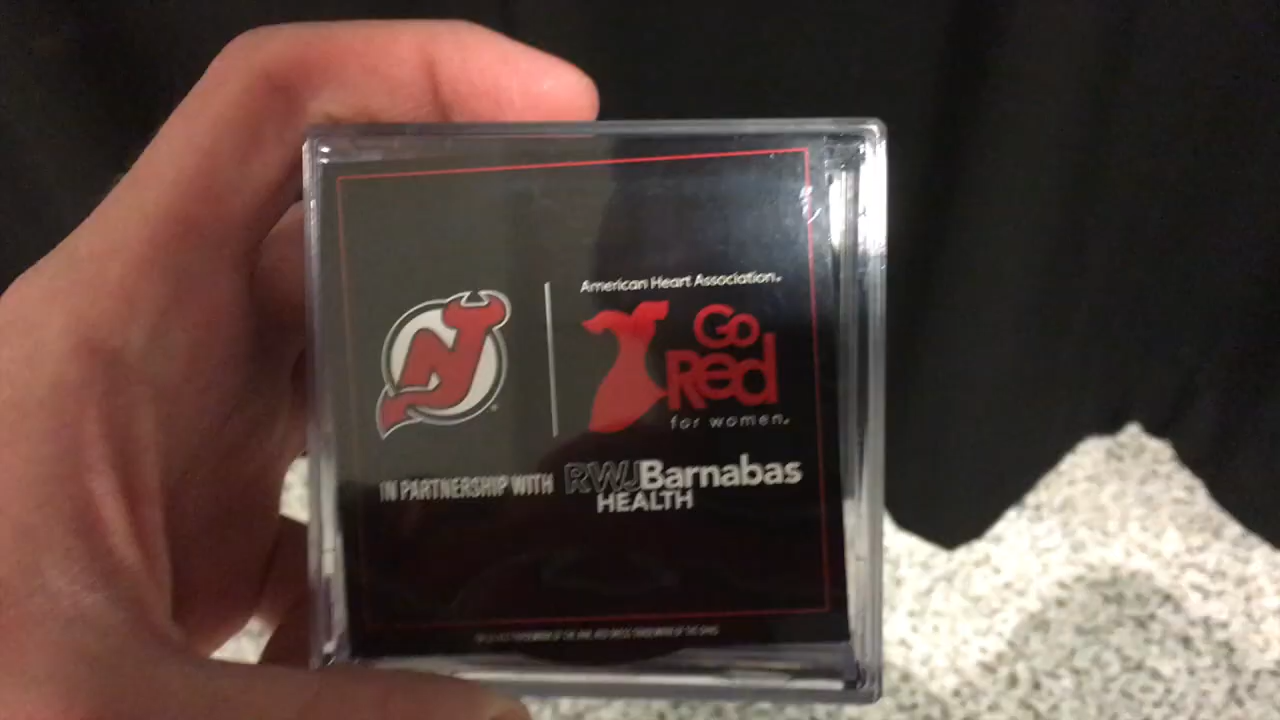 American Heart Association.
Go
Red
for women.
IN PARTNERSHIP WITH RWJBarnabas
HEALTH